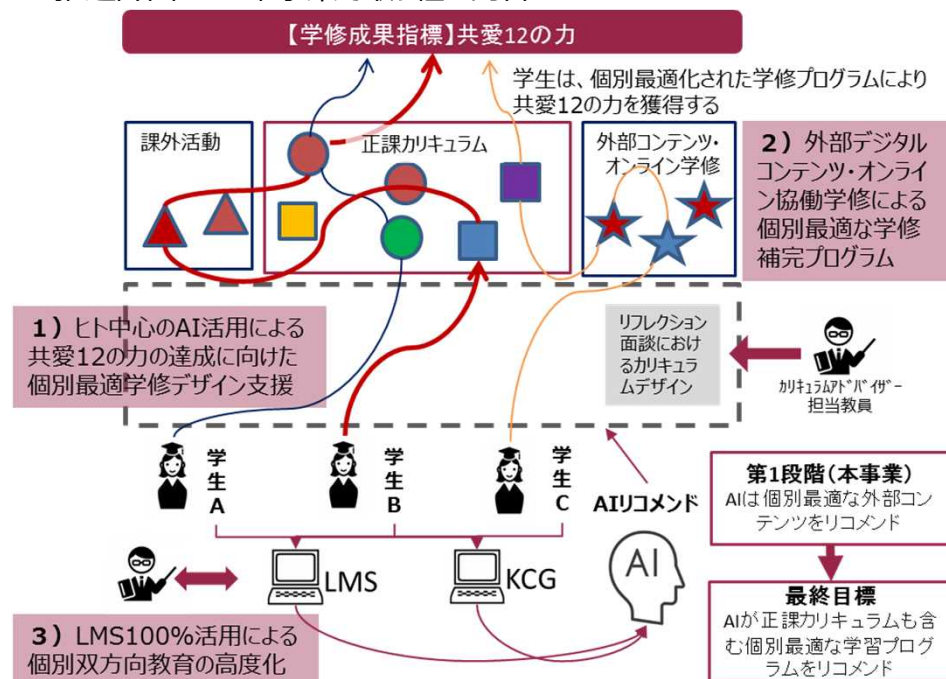 【学修成果指標】共愛12の力
学生は、個別最適化された学修プログラムにより
共愛12の力を獲得する
課外活動
正課カリキュラム
外部コンテンツ・
オンライン学修
2）外部デジタル
コンテンツ・オンライ
ン協働学修による
個別最適な学修
補完プログラム
1）ヒト中心のAI活用による
共愛12の力の達成に向けた
個別最適学修デザイン支援
リフレクション
面談におけ
るカリキュラ
ムデザイン
ｶﾘｷｭﾗﾑｱﾄﾞﾊﾞｲｻﾞｰ
担当教員
学生A
学生B
学生C
AIリコメンド
第1段階（本事業）
AIは個別最適な外部コン
テンツをリコメンド
LMS
KCG
AI
最終目標
AIが正課カリキュラムも含
む個別最適な学習プログ
ラムをリコメンド
3）LMS100%活用による
個別双方向教育の高度化